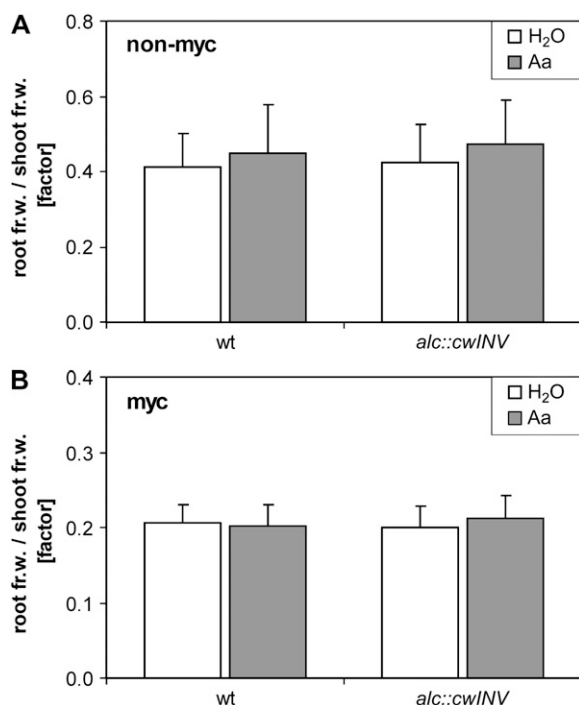 A
non-myc
H₂O
Aa
root fr.w. / shoot fr.w.
[factor]
0.8
0.6
0.4
0.2
0.0
wt
alc::cwINV
B
myc
H₂O
Aa
root fr.w. / shoot fr.w.
[factor]
0.4
0.3
0.2
0.1
0.0
wt
alc::cwINV